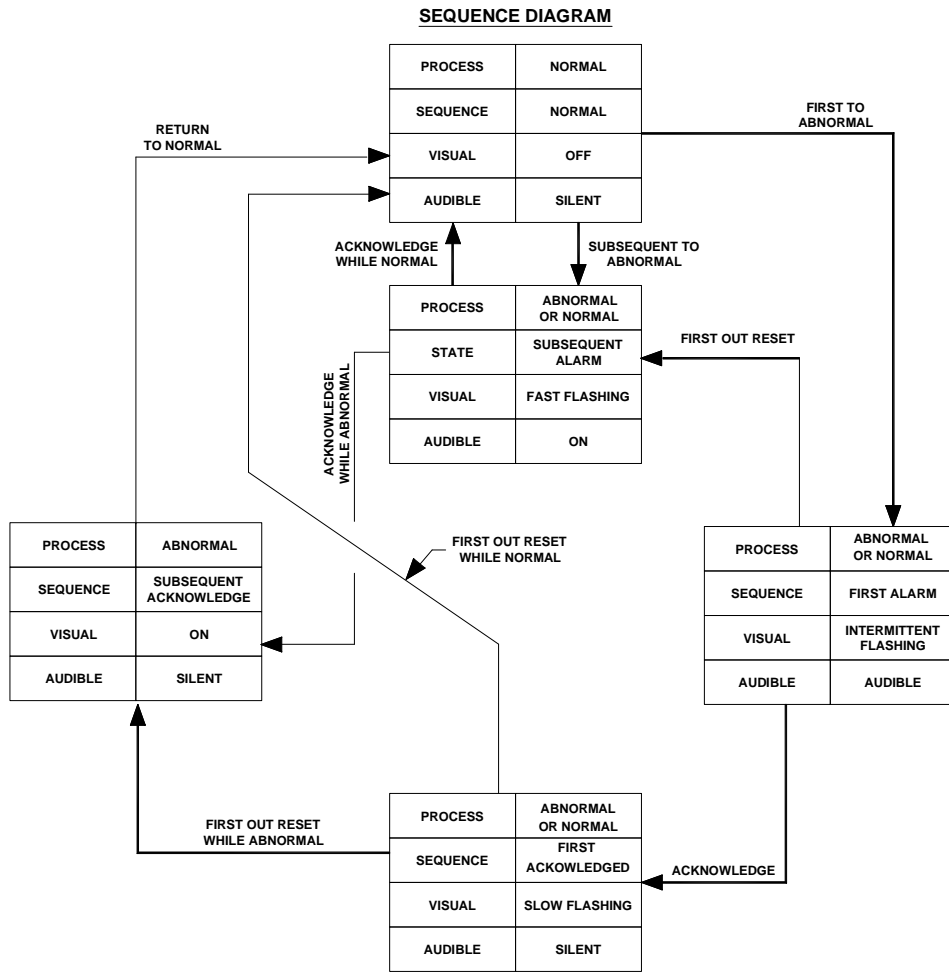 SEQUENCE DIAGRAM
PROCESS NORMAL
SEQUENCE NORMAL
VISUAL OFF
AUDIBLE SILENT
FIRST TO
ABNORMAL
RETURN
TO NORMAL
ACKNOWLEDGE
WHILE NORMAL
SUBSEQUENT TO
ABNORMAL
PROCESS ABNORMAL
OR NORMAL
STATE SUBSEQUENT
ALARM
VISUAL FAST FLASHING
AUDIBLE ON
FIRST OUT RESET
ACKNOWLEDGE
WHILE ABNORMAL
FIRST OUT RESET
WHILE NORMAL
PROCESS ABNORMAL
SEQUENCE SUBSEQUENT
ACKNOWLEDGE
VISUAL ON
AUDIBLE SILENT
PROCESS ABNORMAL
OR NORMAL
SEQUENCE FIRST ALARM
VISUAL INTERMITTENT
FLASHING
AUDIBLE AUDIBLE
FIRST OUT RESET
WHILE ABNORMAL
PROCESS ABNORMAL
OR NORMAL
SEQUENCE FIRST
ACKOWLEDGED
VISUAL SLOW FLASHING
AUDIBLE SILENT
ACKNOWLEDGE